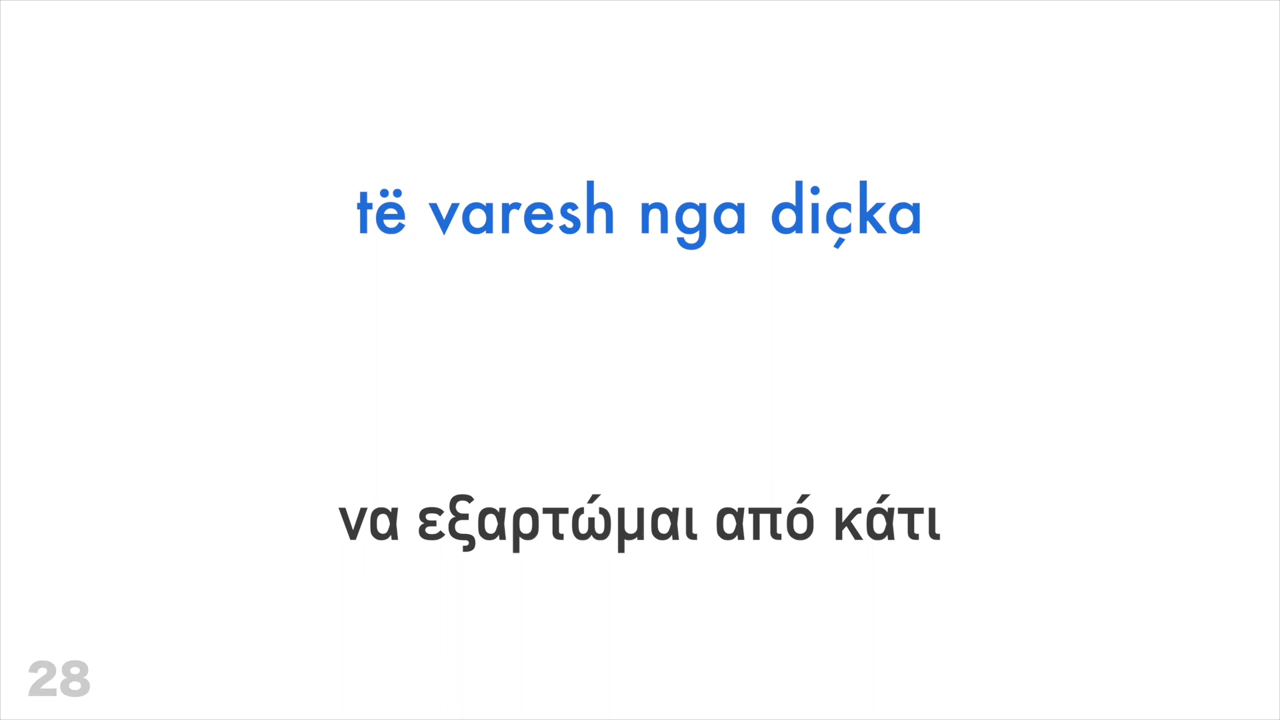 të varesh nga diçka
να εξαρτώμαι από κάτι
28